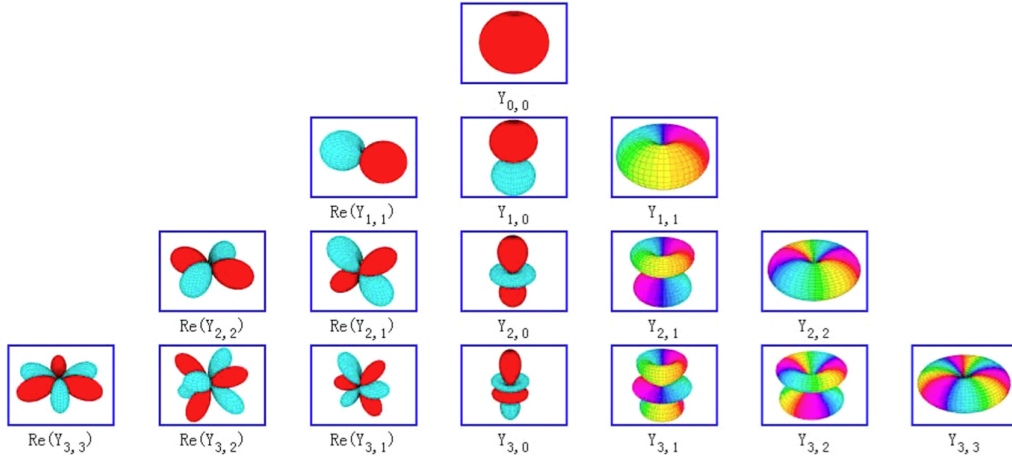 Y0,0
Re(Y1,1) Y1,0 Y1,1
Re(Y2,2) Re(Y2,1) Y2,0 Y2,1 Y2,2
Re(Y3,3) Re(Y3,2) Re(Y3,1) Y3,0 Y3,1 Y3,2 Y3,3